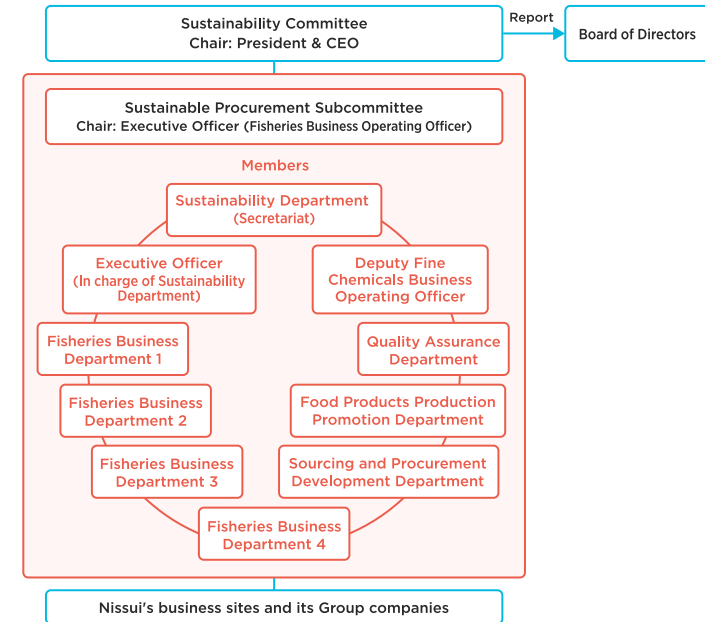 Sustainability Committee
Chair: President & CEO
Report
Board of Directors
Sustainable Procurement Subcommittee
Chair: Executive Officer (Fisheries Business Operating Officer)
Members
Sustainability Department
(Secretariat)
Executive Officer
(In charge of Sustainability
Department)
Deputy Fine
Chemicals Business
Operating Officer
Fisheries Business
Department 1
Quality Assurance
Department
Fisheries Business
Department 2
Food Products Production
Promotion Department
Fisheries Business
Department 3
Sourcing and Procurement
Development Department
Fisheries Business
Department 4
Nissui's business sites and its Group companies